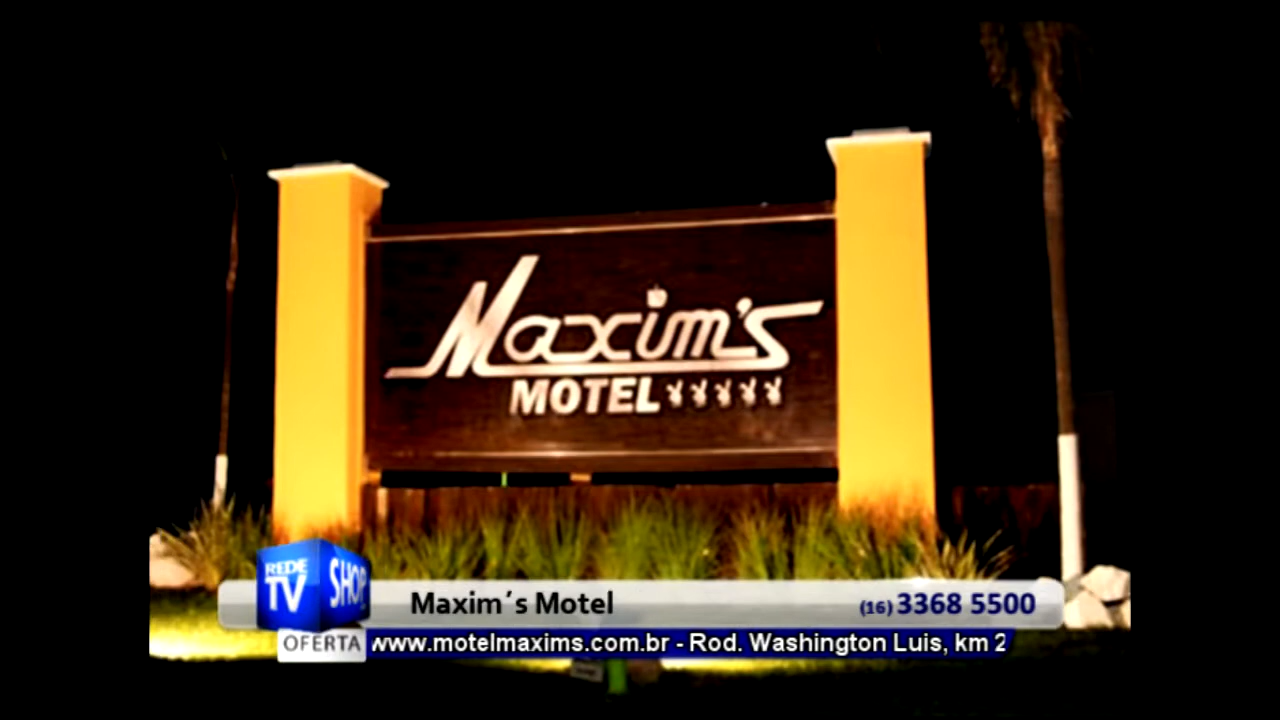 Maxim's
MOTEL
REDE TV SHOP
Maxim´s Motel
(16) 3368 5500
OFERTA
www.motelmaxims.com.br - Rod. Washington Luis, km 2